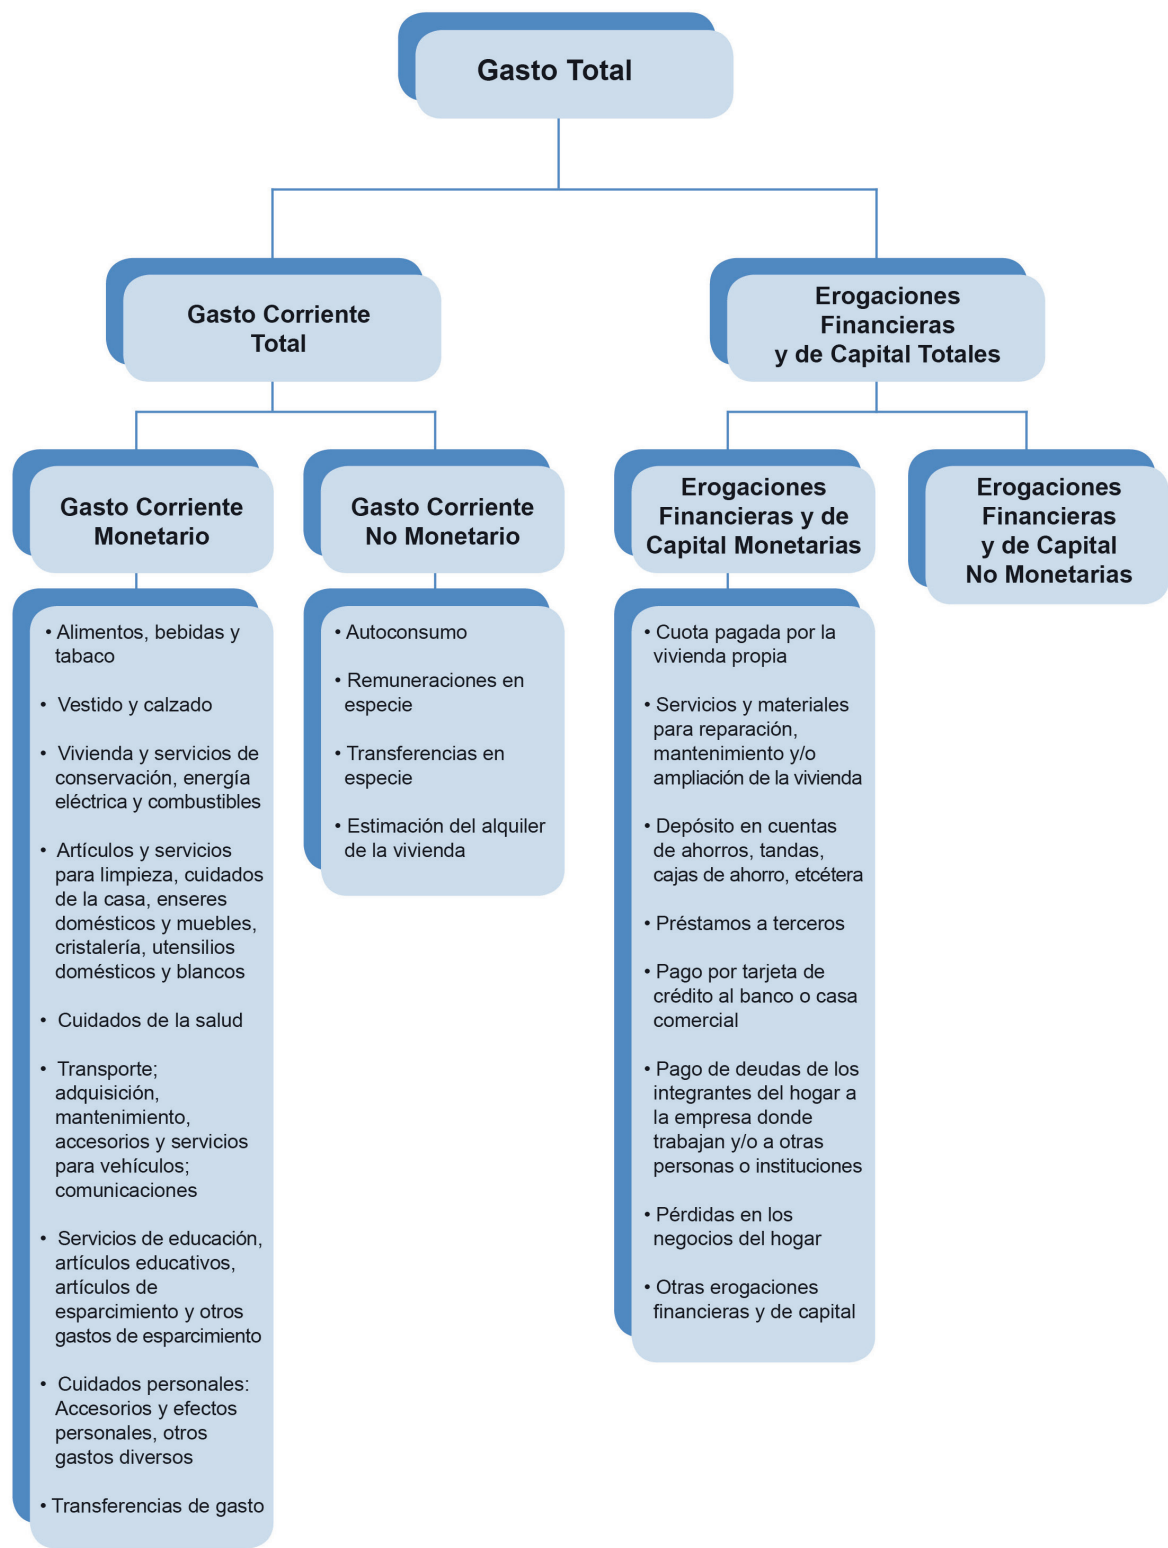 Gasto Total
Gasto Corriente
Total
Erogaciones
Financieras
y de Capital Totales
Gasto Corriente
Monetario
Gasto Corriente
No Monetario
Erogaciones
Financieras y de
Capital Monetarias
Erogaciones
Financieras
y de Capital
No Monetarias
• Alimentos, bebidas y
tabaco
• Vestido y calzado
• Vivienda y servicios de
conservación, energía
eléctrica y combustibles
• Artículos y servicios
para limpieza, cuidados
de la casa, enseres
domésticos y muebles,
cristalería, utensilios
domésticos y blancos
• Cuidados de la salud
• Transporte;
adquisición,
mantenimiento,
accesorios y servicios
para vehículos;
comunicaciones
• Servicios de educación,
artículos educativos,
artículos de
esparcimiento y otros
gastos de esparcimiento
• Cuidados personales:
Accesorios y efectos
personales, otros
gastos diversos
• Transferencias de gasto
• Autoconsumo
• Remuneraciones en
especie
• Transferencias en
especie
• Estimación del alquiler
de la vivienda
• Cuota pagada por la
vivienda propia
• Servicios y materiales
para reparación,
mantenimiento y/o
ampliación de la vivienda
• Depósito en cuentas
de ahorros, tandas,
cajas de ahorro, etcétera
• Préstamos a terceros
• Pago por tarjeta de
crédito al banco o casa
comercial
• Pago de deudas de los
integrantes del hogar a
la empresa donde
trabajan y/o a otras
personas o instituciones
• Pérdidas en los
negocios del hogar
• Otras erogaciones
financieras y de capital